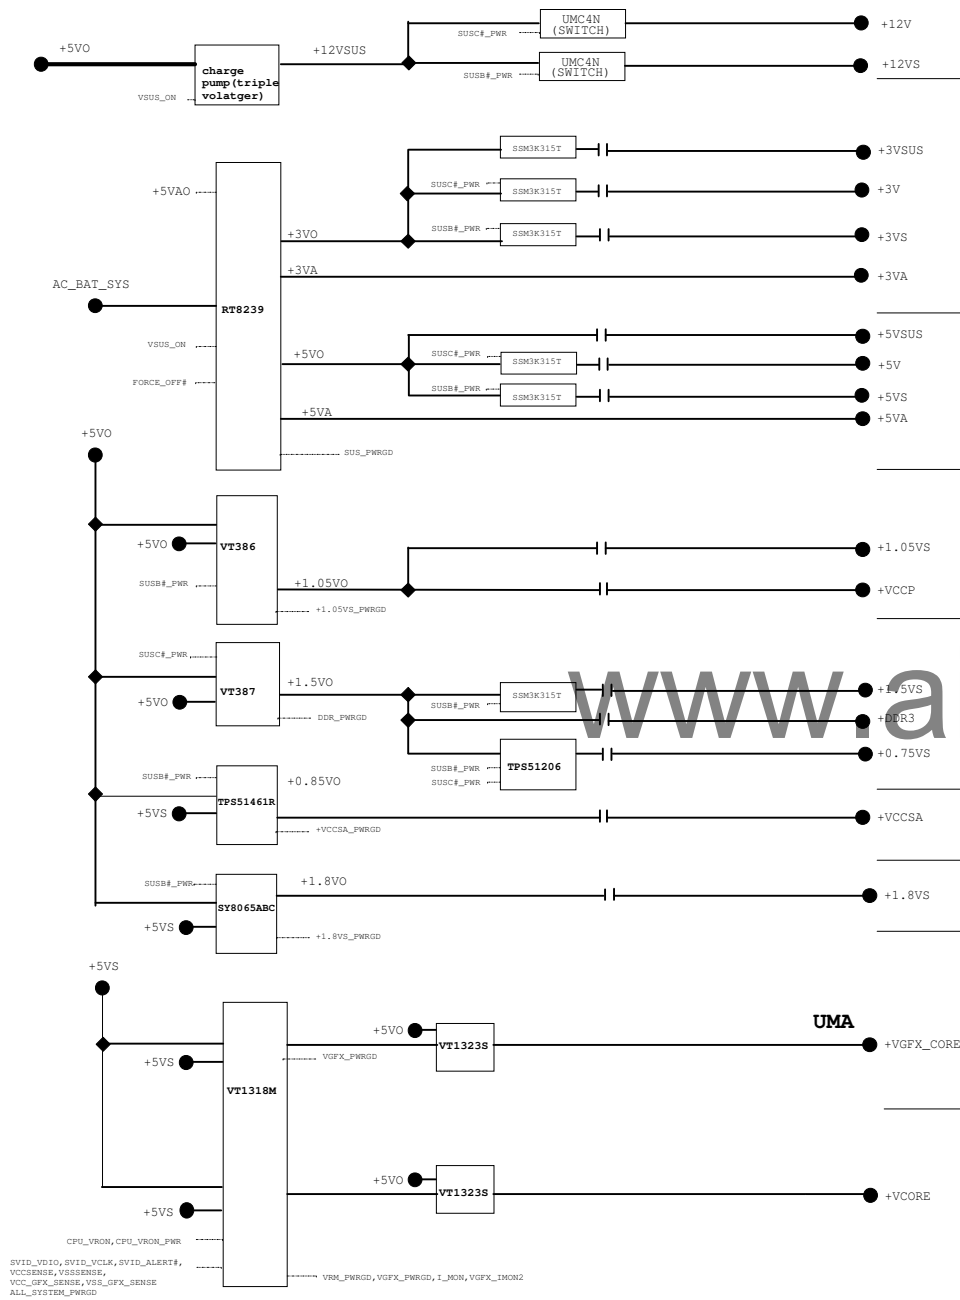 +5VO
charge
pump(triple
volatger)
VSUS_ON
+12VSUS
SUSC#_PWR
UMC4N
(SWITCH)
+12V
SUSB#_PWR
UMC4N
(SWITCH)
+12VS
SSM3K315T
+3VSUS
SUSC#_PWR
SSM3K315T
+3V
+5VAO
SUSB#_PWR
SSM3K315T
+3VS
+3VO
+3VA
+3VA
AC_BAT_SYS
RT8239
+5VSUS
VSUS_ON
+5VO
SUSC#_PWR
SSM3K315T
+5V
FORCE_OFF#
SUSB#_PWR
SSM3K315T
+5VS
+5VA
+5VA
+5VO
SUS_PWRGD
+5VO
VT386
+1.05VS
SUSB#_PWR
+1.05VO
+VCCP
+1.05VS_PWRGD
SUSC#_PWR
+1.5VO
www.a
VT387
SSM3K315T
+1.5VS
+5VO
SUSB#_PWR
DDR_PWRGD
+DDR3
+0.75VS
SUSB#_PWR
TPS51206
SUSC#_PWR
SUSB#_PWR
+0.85VO
TPS51461R
+5VS
+VCCSA
+VCCSA_PWRGD
SUSB#_PWR
+1.8VO
+1.8VS
SY8065ABC
+5VS
+1.8VS_PWRGD
+5VS
UMA
+5VO
VT1323S
+VGFX_CORE
VGFX_PWRGD
+5VS
VT1318M
+5VO
VT1323S
+VCORE
+5VS
CPU_VRON,CPU_VRON_PWR
SVID_VDIO,SVID_VCLK,SVID_ALERT#,
VCCSENSE,VSSSENSE,
VCC_GFX_SENSE,VSS_GFX_SENSE
ALL_SYSTEM_PWRGD
VRM_PWRGD,VGFX_PWRGD,I_MON,VGFX_IMON2